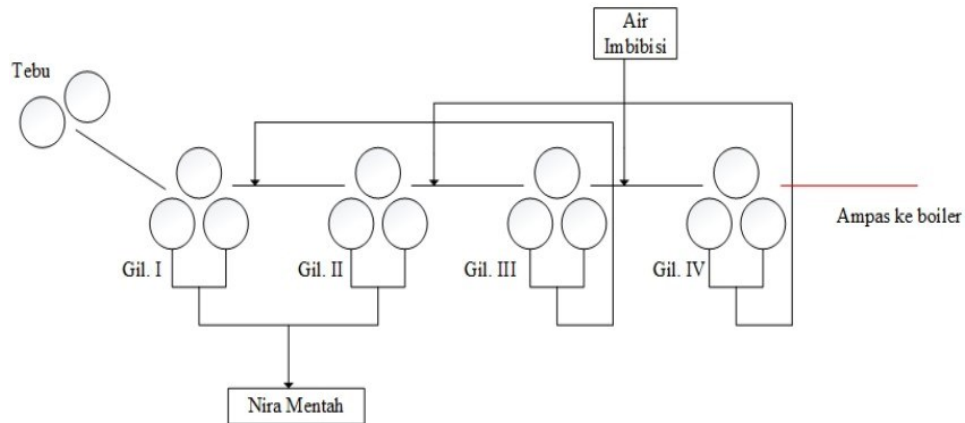 Air
Imbibisi
Tebu
Ampas ke boiler
Gil. I
Gil. II
Gil. III
Gil. IV
Nira Mentah